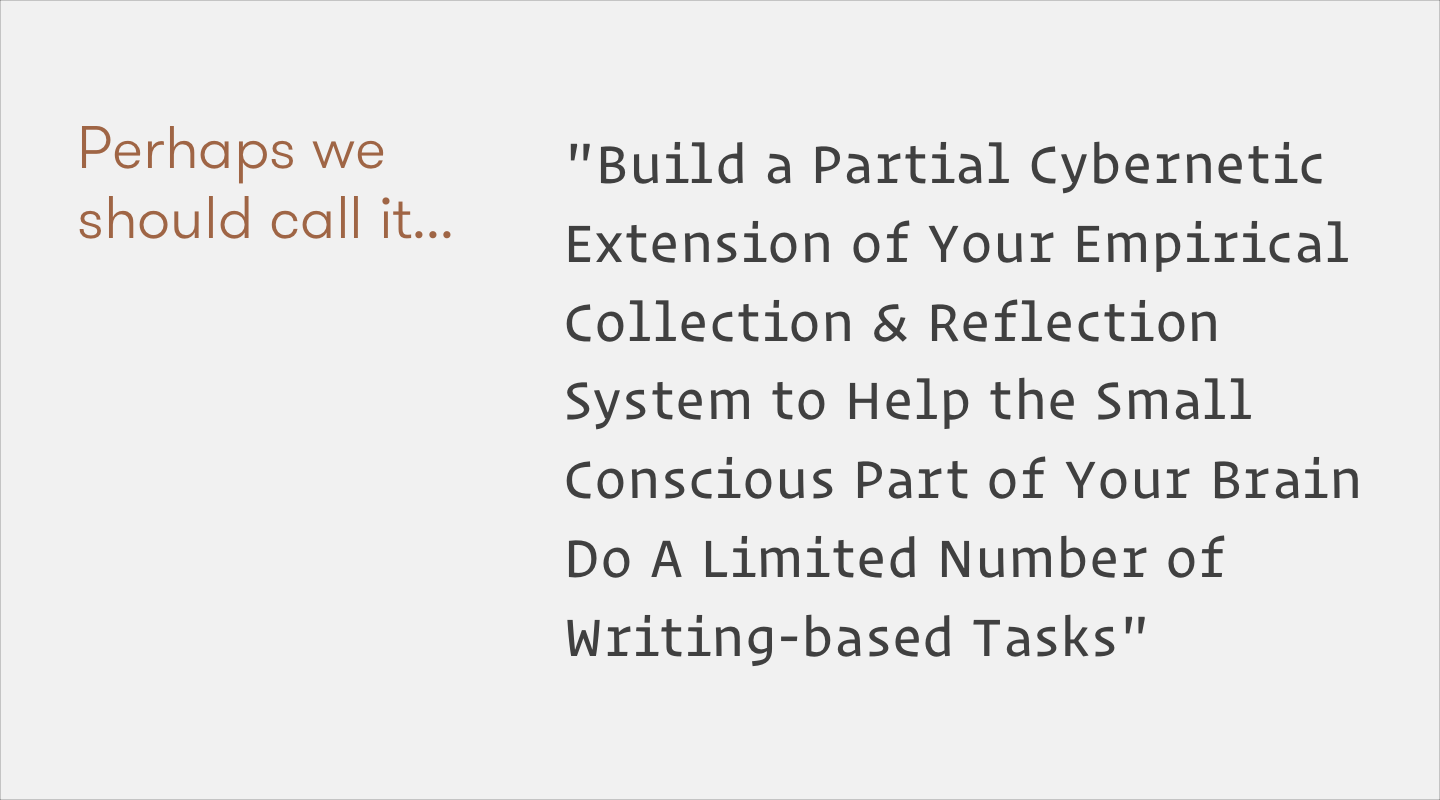 Perhaps we
should call it...
"Build a Partial Cybernetic
Extension of Your Empirical
Collection & Reflection
System to Help the Small
Conscious Part of Your Brain
Do A Limited Number of
Writing-based Tasks"